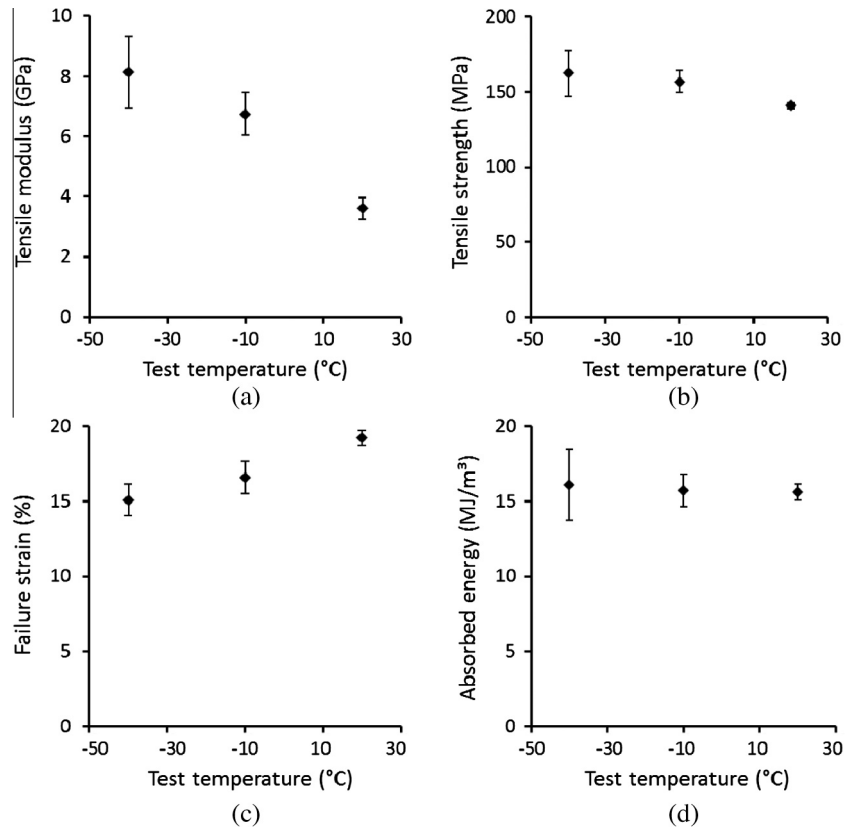 10
8
6
4
2
0
-50 -30 -10 10 30
Tensile modulus (GPa)
Test temperature (°C)
(a)
200
150
100
50
0
-50 -30 -10 10 30
Tensile strength (MPa)
Test temperature (°C)
(b)
20
15
10
5
0
-50 -30 -10 10 30
Failure strain (%)
Test temperature (°C)
(c)
20
15
10
5
0
-50 -30 -10 10 30
Absorbed energy (MJ/m³)
Test temperature (°C)
(d)